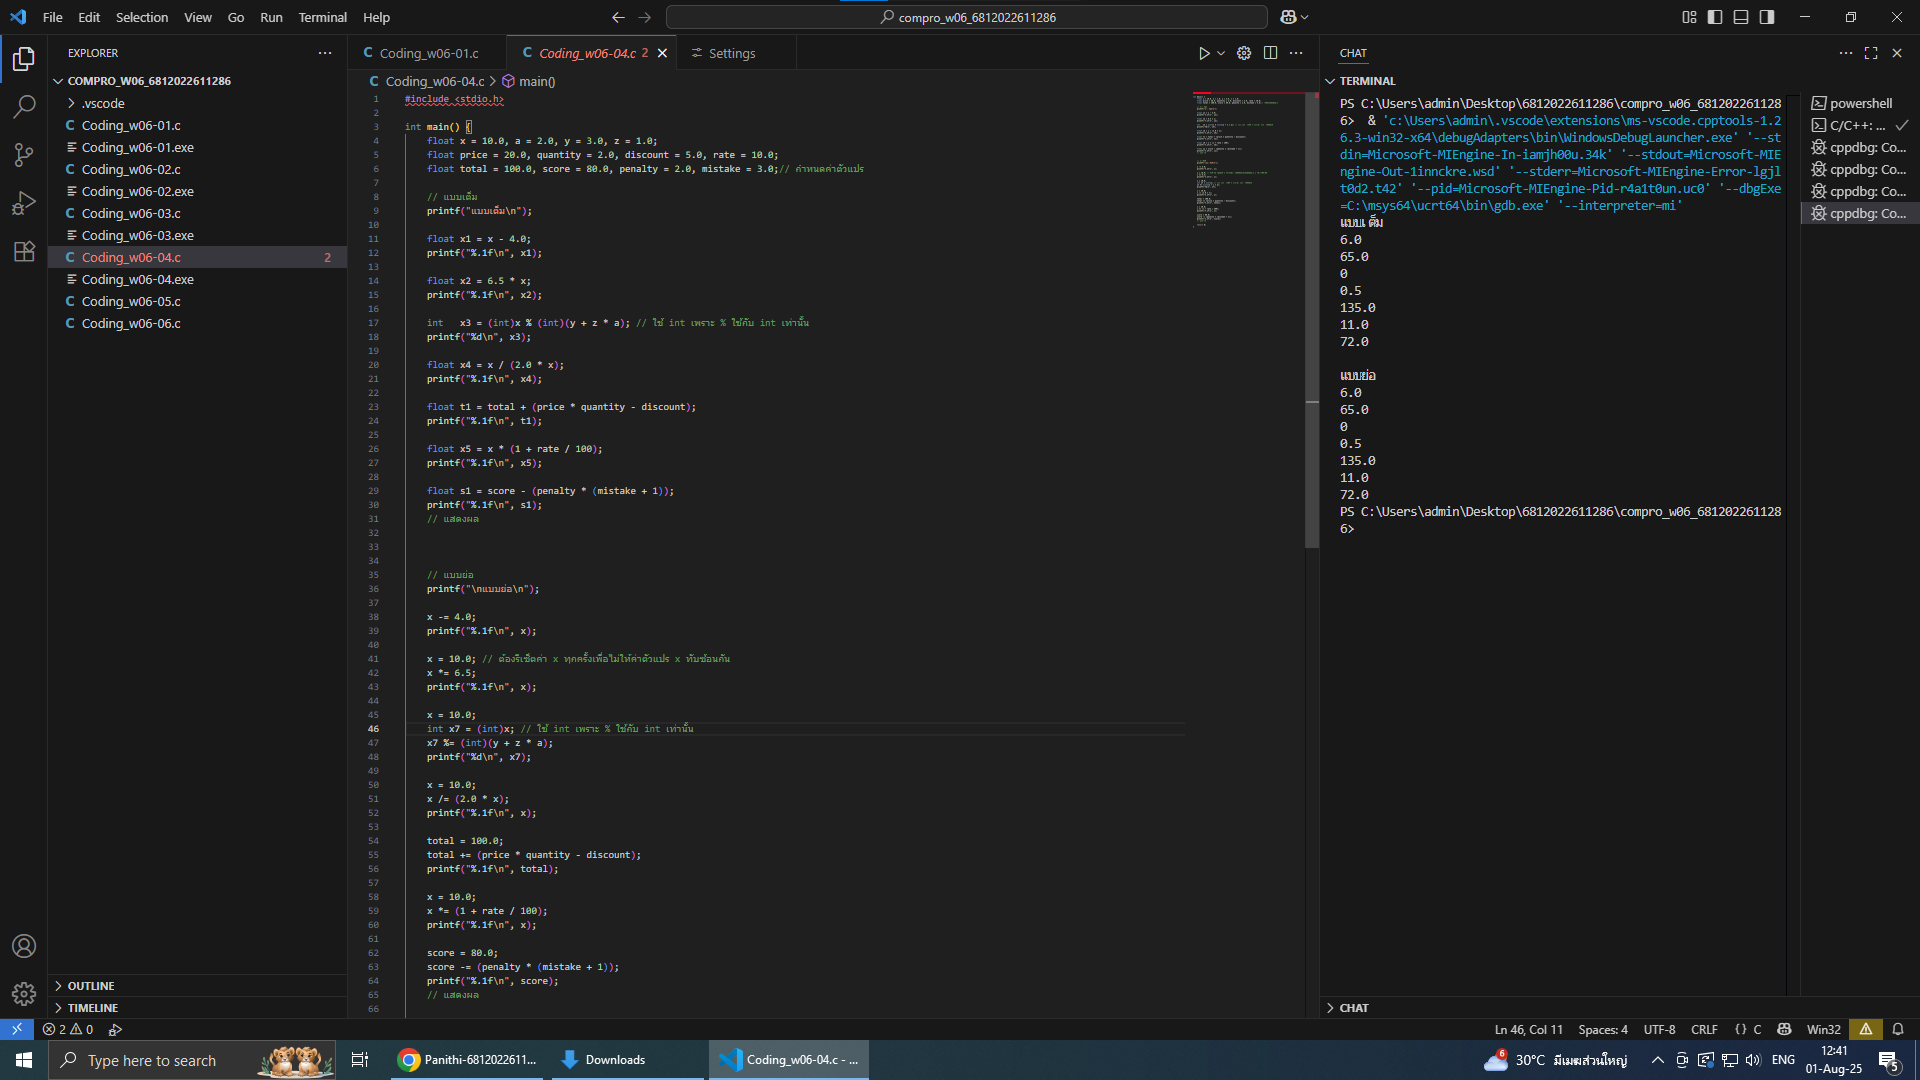 File Edit Selection View Go Run Terminal Help
compro_w06_6812022611286
EXPLORER
COMPRO_W06_6812022611286
.vscode
Coding_w06-01.c
Coding_w06-01.exe
Coding_w06-02.c
Coding_w06-02.exe
Coding_w06-03.c
Coding_w06-03.exe
Coding_w06-04.c 2
Coding_w06-04.exe
Coding_w06-05.c
Coding_w06-06.c
OUTLINE
TIMELINE
Coding_w06-01.c Coding_w06-04.c 2 Settings
Coding_w06-04.c > main()
1 #include <stdio.h>
2
3 int main() {
4 float x = 10.0, a = 2.0, y = 3.0, z = 1.0;
5 float price = 20.0, quantity = 2.0, discount = 5.0, rate = 10.0;
6 float total = 100.0, score = 80.0, penalty = 2.0, mistake = 3.0;// กำหนดค่าตัวแปร
7
8 // แบบเต็ม
9 printf("แบบเต็ม\n");
10
11 float x1 = x - 4.0;
12 printf("%.1f\n", x1);
13
14 float x2 = 6.5 * x;
15 printf("%.1f\n", x2);
16
17 int x3 = (int)x % (int)(y + z * a); // ใช้ int เพราะ % ใช้กับ int เท่านั้น
18 printf("%d\n", x3);
19
20 float x4 = x / (2.0 * x);
21 printf("%.1f\n", x4);
22
23 float t1 = total + (price * quantity - discount);
24 printf("%.1f\n", t1);
25
26 float x5 = x * (1 + rate / 100);
27 printf("%.1f\n", x5);
28
29 float s1 = score - (penalty * (mistake + 1));
30 printf("%.1f\n", s1);
31 // แสดงผล
32
33
34
35 // แบบย่อ
36 printf("\nแบบย่อ\n");
37
38 x -= 4.0;
39 printf("%.1f\n", x);
40
41 x = 10.0; // ต้องรีเซ็ตค่า x ทุกครั้งเพื่อไม่ให้ค่าตัวแปร x ทับซ้อนกัน
42 x *= 6.5;
43 printf("%.1f\n", x);
44
45 x = 10.0;
46 int x7 = (int)x; // ใช้ int เพราะ % ใช้กับ int เท่านั้น
47 x7 %= (int)(y + z * a);
48 printf("%d\n", x7);
49
50 x = 10.0;
51 x /= (2.0 * x);
52 printf("%.1f\n", x);
53
54 total = 100.0;
55 total += (price * quantity - discount);
56 printf("%.1f\n", total);
57
58 x = 10.0;
59 x *= (1 + rate / 100);
60 printf("%.1f\n", x);
61
62 score = 80.0;
63 score -= (penalty * (mistake + 1));
64 printf("%.1f\n", score);
65 // แสดงผล
66
CHAT
TERMINAL
PS C:\Users\admin\Desktop\6812022611286\compro_w06_681202261128
6> & 'c:\Users\admin\.vscode\extensions\ms-vscode.cpptools-1.2
6.3-win32-x64\debugAdapters\bin\WindowsDebugLauncher.exe' '--st
din=Microsoft-MIEngine-In-iamjh00u.34k' '--stdout=Microsoft-MIE
ngine-Out-1innckre.wsd' '--stderr=Microsoft-MIEngine-Error-lgjl
t0d2.t42' '--pid=Microsoft-MIEngine-Pid-r4a1t0un.uc0' '--dbgExe
=C:\msys64\ucrt64\bin\gdb.exe' '--interpreter=mi'
แบบเต็ม
6.0
65.0
0
0.5
135.0
11.0
72.0
แบบย่อ
6.0
65.0
0
0.5
135.0
11.0
72.0
PS C:\Users\admin\Desktop\6812022611286\compro_w06_681202261128
6>
powershell
C/C++: ...
cppdbg: Co...
cppdbg: Co...
cppdbg: Co...
cppdbg: Co...
CHAT
2 0
Ln 46, Col 11 Spaces: 4 UTF-8 CRLF {} C Win32
Type here to search
Panithi-6812022611...
Downloads
Coding_w06-04.c - ...
6
30°C มีเมฆส่วนใหญ่
ENG
12:41
01-Aug-25
5